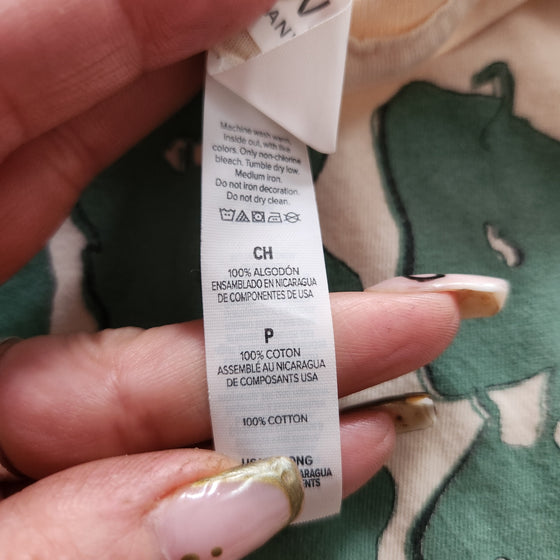 V
AN
Machine wash warm,
inside out, with like
colors. Only non-chlorine
bleach. Tumble dry low.
Medium iron.
Do not iron decoration.
Do not dry clean.
CH
100% ALGODÓN
ENSAMBLADO EN NICARAGUA
DE COMPONENTES DE USA
P
100% COTON
ASSEMBLÉ AU NICARAGUA
DE COMPOSANTS USA
100% COTTON